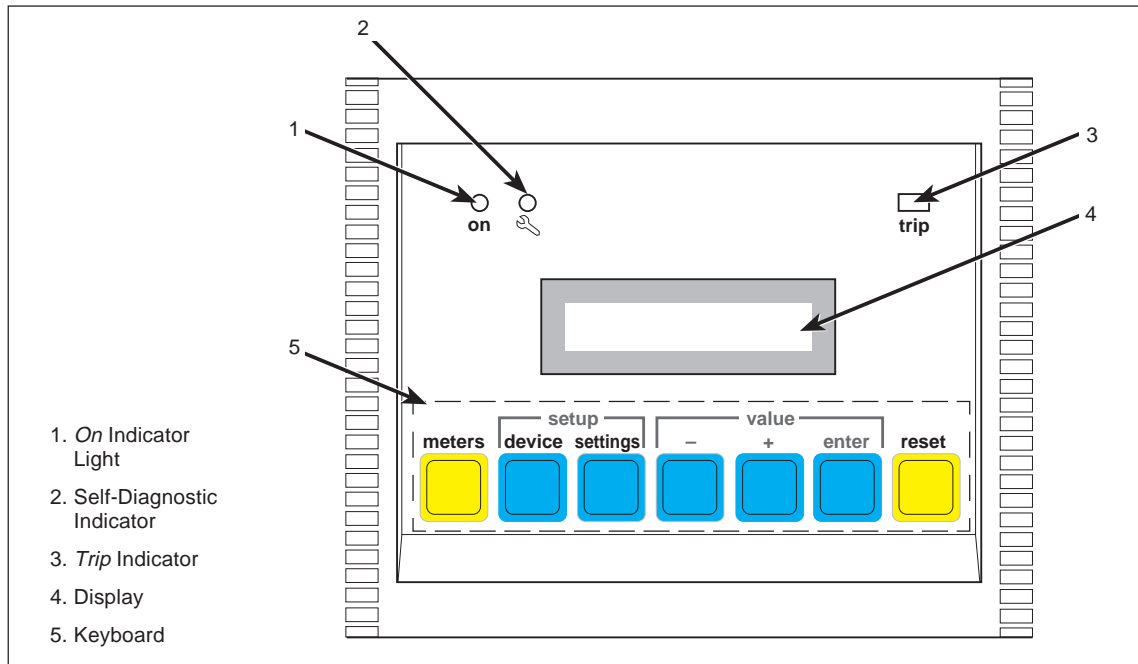 2
1
3
4
on
trip
5
setup
value
meters device settings – + enter reset
1. On Indicator
Light
2. Self-Diagnostic
Indicator
3. Trip Indicator
4. Display
5. Keyboard